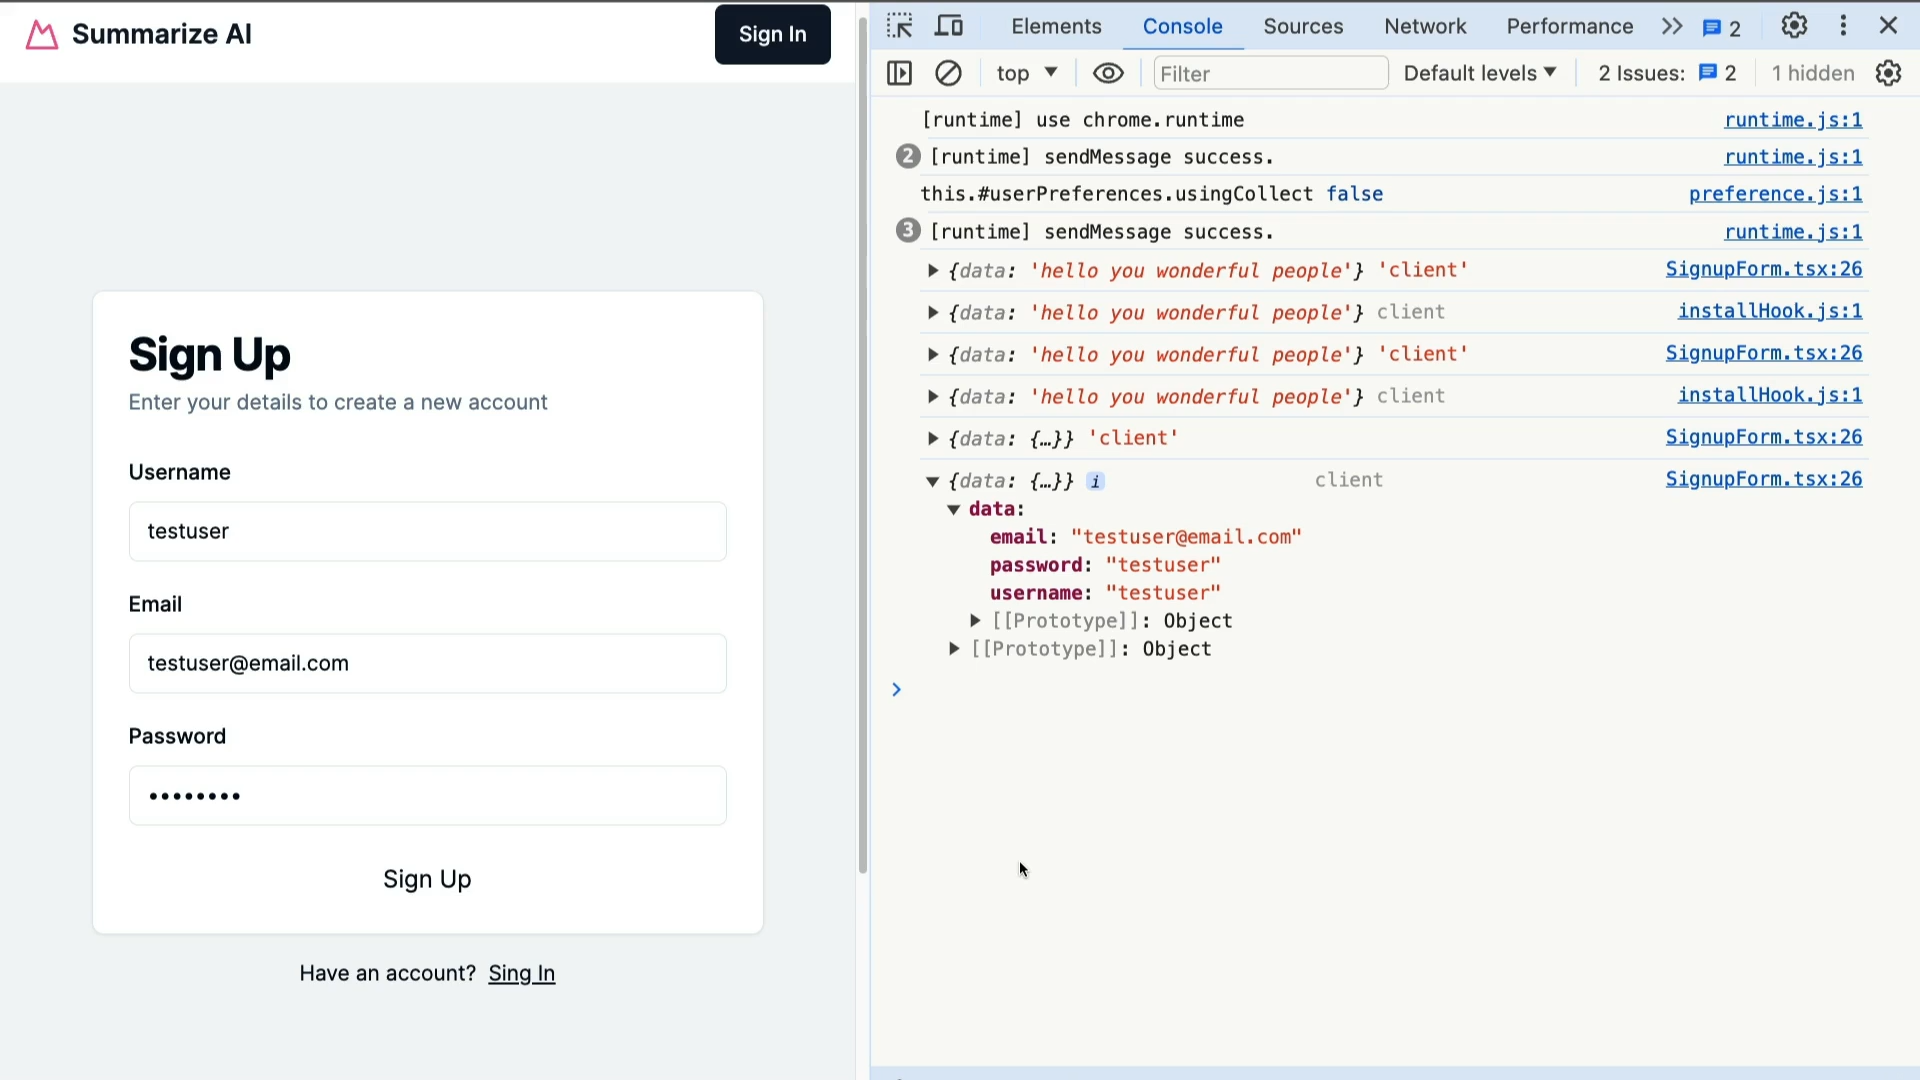 Summarize AI
Sign In
Sign Up
Enter your details to create a new account
Username
testuser
Email
testuser@email.com
Password
••••••••
Sign Up
Have an account? Sing In
Elements Console Sources Network Performance 2
top Filter Default levels 2 Issues: 2 1 hidden
[runtime] use chrome.runtime runtime.js:1
2 [runtime] sendMessage success. runtime.js:1
this.#userPreferences.usingCollect false preference.js:1
3 [runtime] sendMessage success. runtime.js:1
{data: 'hello you wonderful people'} 'client' SignupForm.tsx:26
{data: 'hello you wonderful people'} client installHook.js:1
{data: 'hello you wonderful people'} 'client' SignupForm.tsx:26
{data: 'hello you wonderful people'} client installHook.js:1
{data: {…}} 'client' SignupForm.tsx:26
{data: {…}} i client SignupForm.tsx:26
data:
email: "testuser@email.com"
password: "testuser"
username: "testuser"
[[Prototype]]: Object
[[Prototype]]: Object